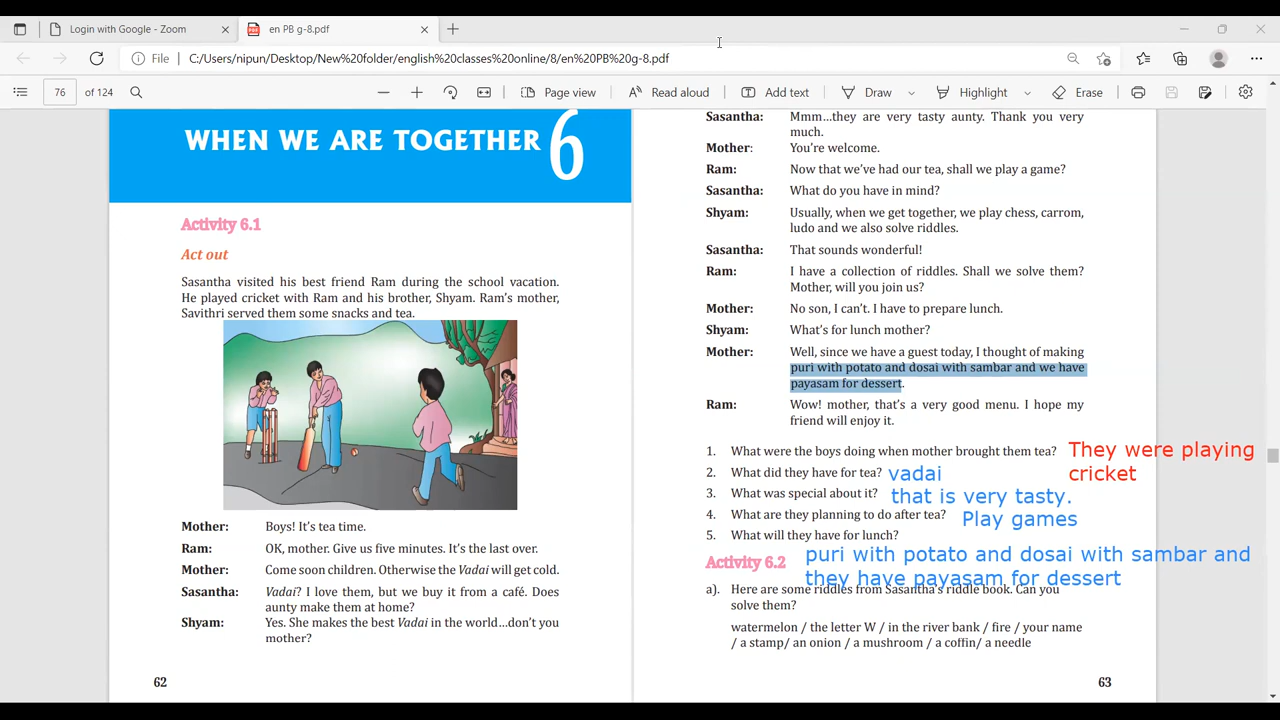 Login with Google - Zoom
en PB g-8.pdf
File
C:/Users/nipun/Desktop/New%20folder/english%20classes%20online/8/en%20PB%20g-8.pdf
76 of 124
Page view
Read aloud
Add text
Draw
Highlight
Erase
WHEN WE ARE TOGETHER 6
Activity 6.1
Act out
Sasantha visited his best friend Ram during the school vacation.
He played cricket with Ram and his brother, Shyam. Ram's mother,
Savithri served them some snacks and tea.
Mother: Boys! It's tea time.
Ram: OK, mother. Give us five minutes. It's the last over.
Mother: Come soon children. Otherwise the Vadai will get cold.
Sasantha: Vadai? I love them, but we buy it from a café. Does
aunty make them at home?
Shyam: Yes. She makes the best Vadai in the world...don't you
mother?
62
Sasantha: Mmm...they are very tasty aunty. Thank you very
much.
Mother: You're welcome.
Ram: Now that we've had our tea, shall we play a game?
Sasantha: What do you have in mind?
Shyam: Usually, when we get together, we play chess, carrom,
ludo and we also solve riddles.
Sasantha: That sounds wonderful!
Ram: I have a collection of riddles. Shall we solve them?
Mother, will you join us?
Mother: No son, I can't. I have to prepare lunch.
Shyam: What's for lunch mother?
Mother: Well, since we have a guest today, I thought of making
puri with potato and dosai with sambar and we have
payasam for dessert.
Ram: Wow! mother, that's a very good menu. I hope my
friend will enjoy it.
1. What were the boys doing when mother brought them tea? They were playing
cricket
2. What did they have for tea? vadai
3. What was special about it? that is very tasty.
4. What are they planning to do after tea? Play games
5. What will they have for lunch?
puri with potato and dosai with sambar and
they have payasam for dessert
Activity 6.2
a). Here are some riddles from Sasantha's riddle book. Can you
solve them?
watermelon / the letter W / in the river bank / fire / your name
/ a stamp/ an onion / a mushroom / a coffin/ a needle
63